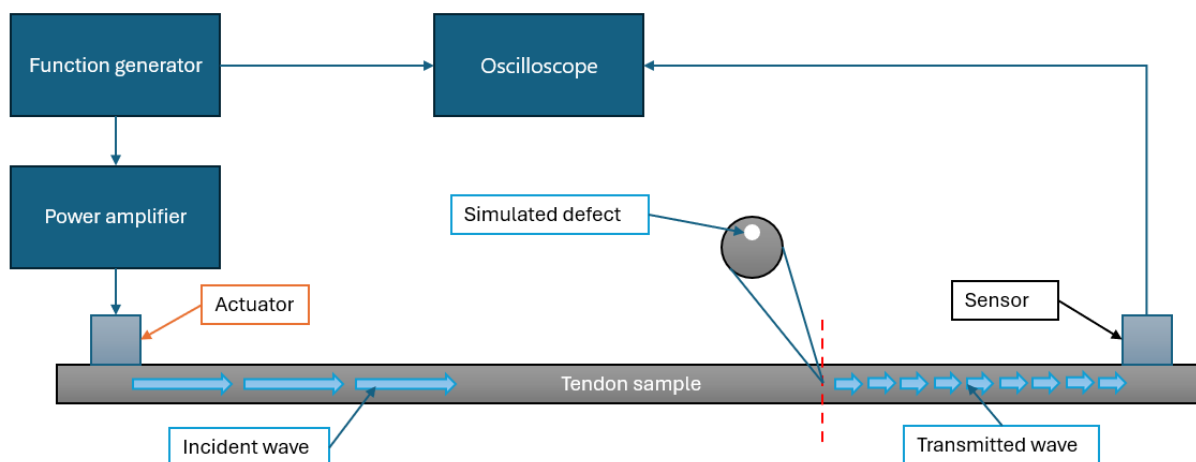 Function generator
Oscilloscope
Power amplifier
Simulated defect
Actuator
Sensor
Tendon sample
Incident wave
Transmitted wave